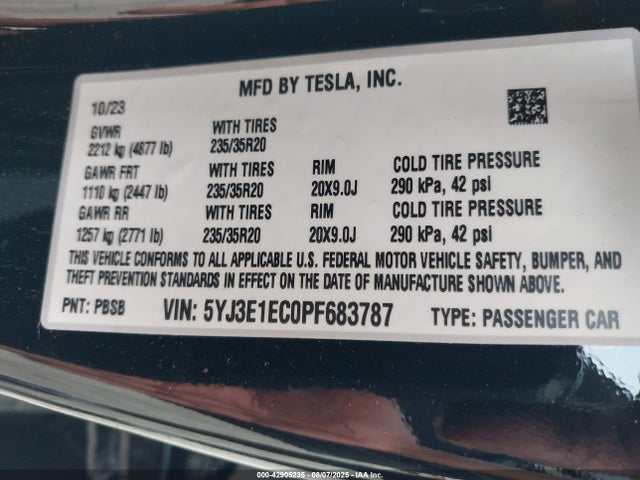 MFD BY TESLA, INC.
10/23
GVWR WITH TIRES
2212 kg (4877 lb) 235/35R20
GAWR FRT WITH TIRES RIM COLD TIRE PRESSURE
1110 kg (2447 lb) 235/35R20 20X9.0J 290 kPa, 42 psi
GAWR RR WITH TIRES RIM COLD TIRE PRESSURE
1257 kg (2771 lb) 235/35R20 20X9.0J 290 kPa, 42 psi
THIS VEHICLE CONFORMS TO ALL APPLICABLE U.S. FEDERAL MOTOR VEHICLE SAFETY, BUMPER, AND
THEFT PREVENTION STANDARDS IN EFFECT ON THE DATE OF MANUFACTURE SHOWN ABOVE.
PNT: PBSB VIN: 5YJ3E1EC0PF683787 TYPE: PASSENGER CAR
000-42905235 - 08/07/2025 - IAA Inc.